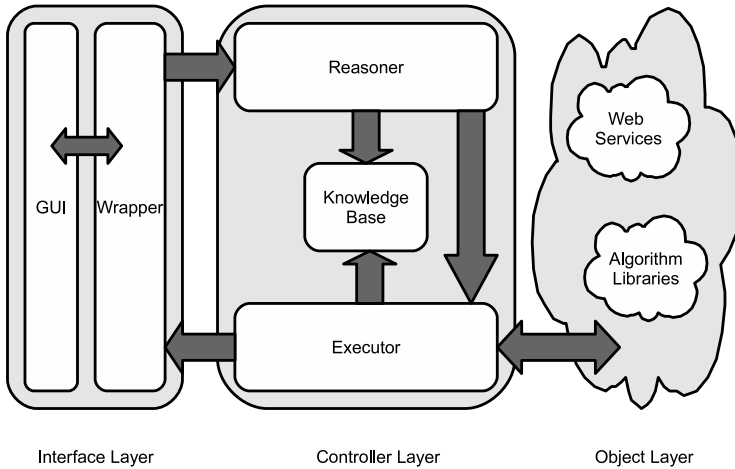 Reasoner
Web
Services
GUI
Wrapper
Knowledge
Base
Algorithm
Libraries
Executor
Interface Layer
Controller Layer
Object Layer